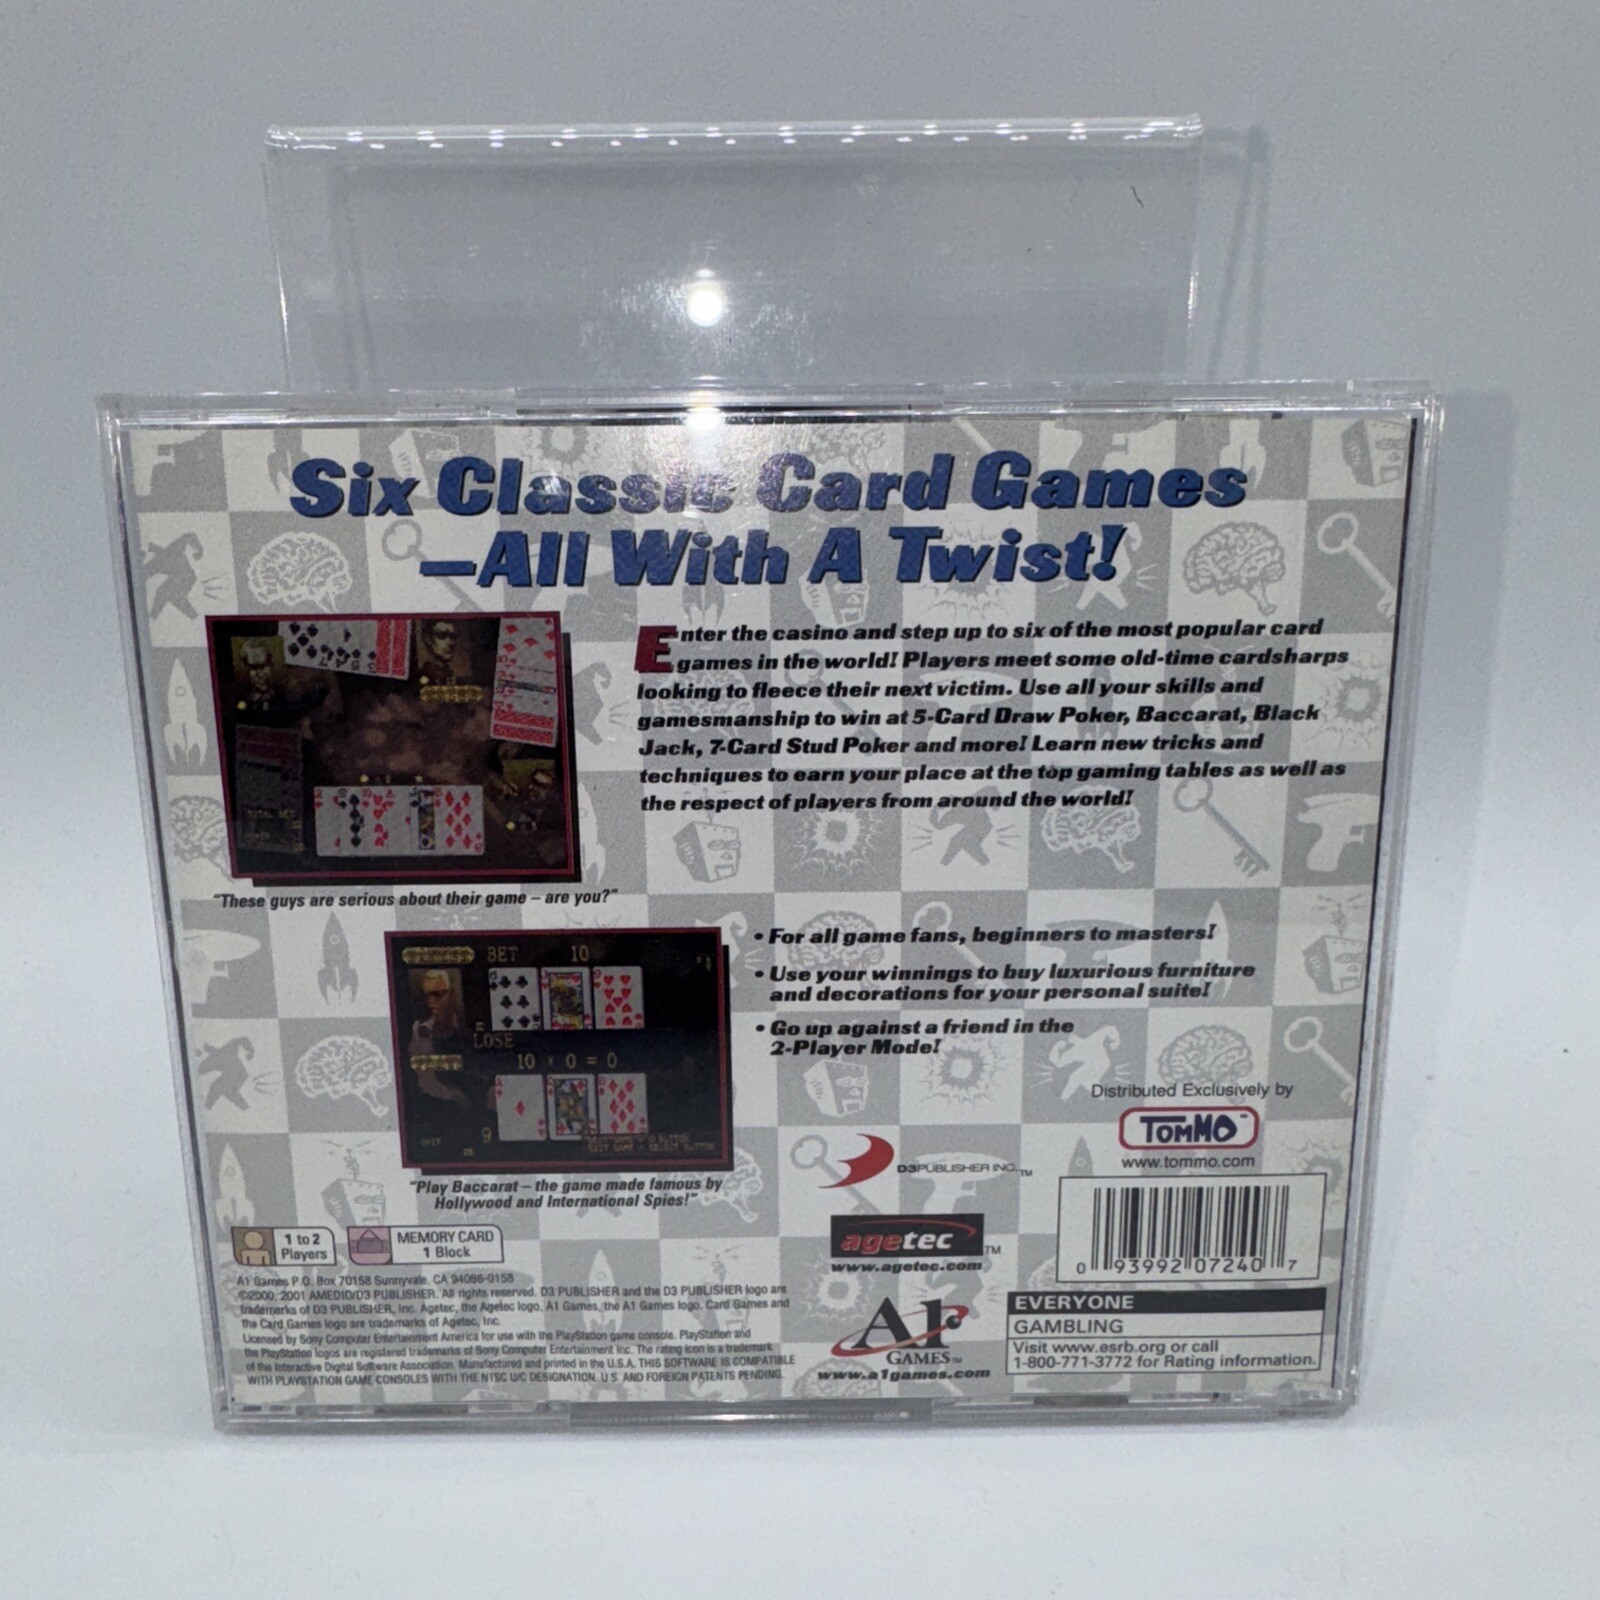 Six Classic Card Games
—All With A Twist!
Enter the casino and step up to six of the most popular card
games in the world! Players meet some old-time cardsharps
looking to fleece their next victim. Use all your skills and
gamesmanship to win at 5-Card Draw Poker, Baccarat, Black
Jack, 7-Card Stud Poker and more! Learn new tricks and
techniques to earn your place at the top gaming tables as well as
the respect of players from around the world!
"These guys are serious about their game – are you?"
BET 10
LOSE
10 x 0 = 0
9
"Play Baccarat – the game made famous by
Hollywood and International Spies!"
• For all game fans, beginners to masters!
• Use your winnings to buy luxurious furniture
and decorations for your personal suite!
• Go up against a friend in the
2-Player Mode!
Distributed Exclusively by
TOMMO™
www.tommo.com
D3PUBLISHER INC.™
agetec™
www.agetec.com
A1 GAMES™
www.a1games.com
0 93992 07240 7
EVERYONE
GAMBLING
Visit www.esrb.org or call
1-800-771-3772 for Rating information.
1 to 2
Players
MEMORY CARD
1 Block
A1 Games P.O. Box 70158 Sunnyvale, CA 94086-0158
©2000, 2001 AMEDIO/D3 PUBLISHER. All rights reserved. D3 PUBLISHER and the D3 PUBLISHER logo are
trademarks of D3 PUBLISHER, Inc. Agetec, the Agetec logo, A1 Games, the A1 Games logo, Card Games and
the Card Games logo are trademarks of Agetec, Inc.
Licensed by Sony Computer Entertainment America for use with the PlayStation game console. PlayStation and
the PlayStation logos are registered trademarks of Sony Computer Entertainment Inc. The rating icon is a trademark
of the Interactive Digital Software Association. Manufactured and printed in the U.S.A. THIS SOFTWARE IS COMPATIBLE
WITH PLAYSTATION GAME CONSOLES WITH THE NTSC U/C DESIGNATION. U.S. AND FOREIGN PATENTS PENDING.